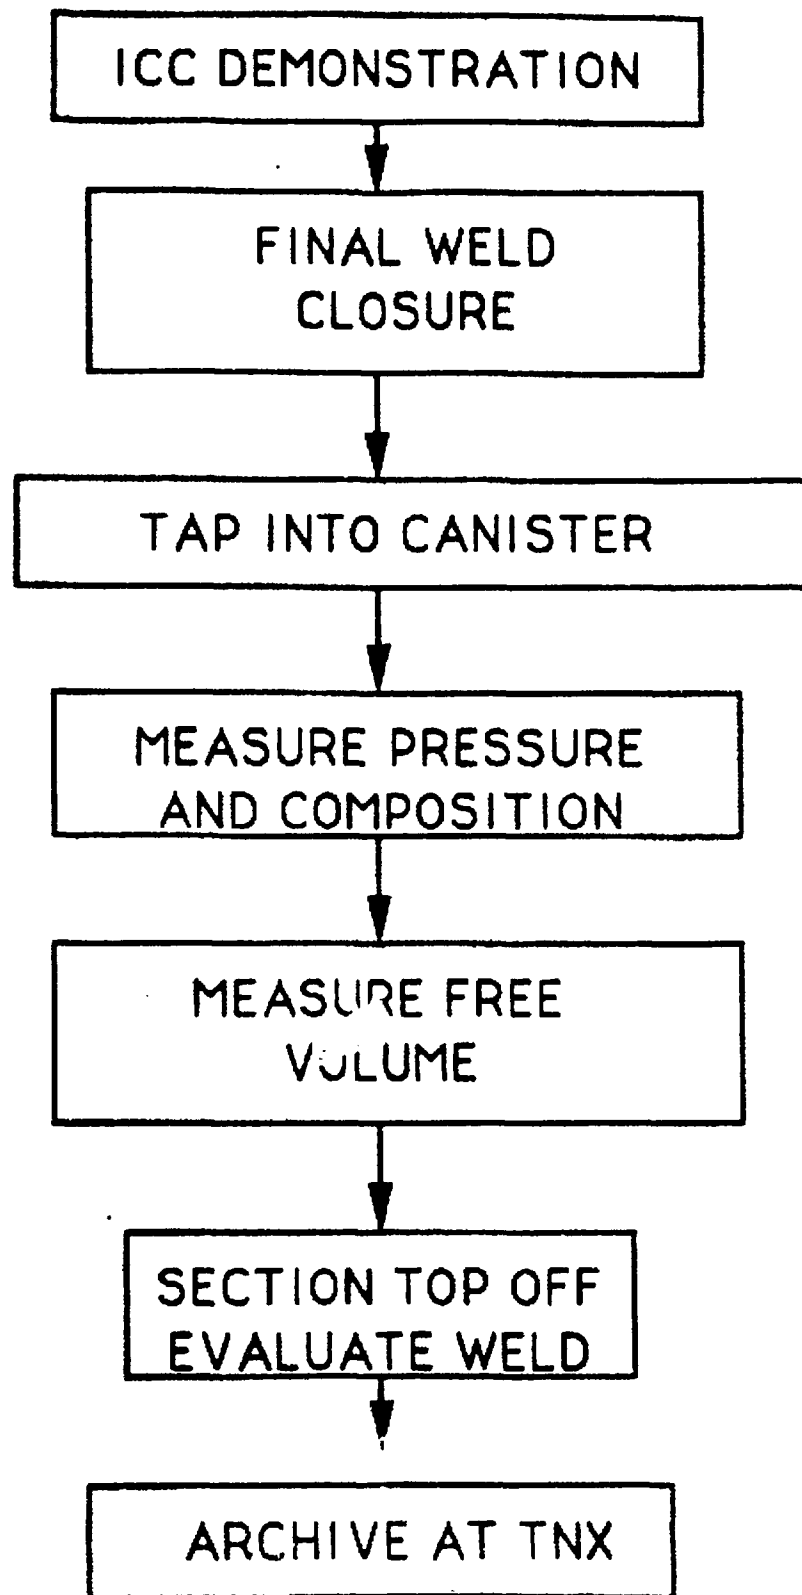 ICC DEMONSTRATION
FINAL WELD
CLOSURE
TAP INTO CANISTER
MEASURE PRESSURE
AND COMPOSITION
MEASURE FREE
VOLUME
SECTION TOP OFF
EVALUATE WELD
ARCHIVE AT TNX